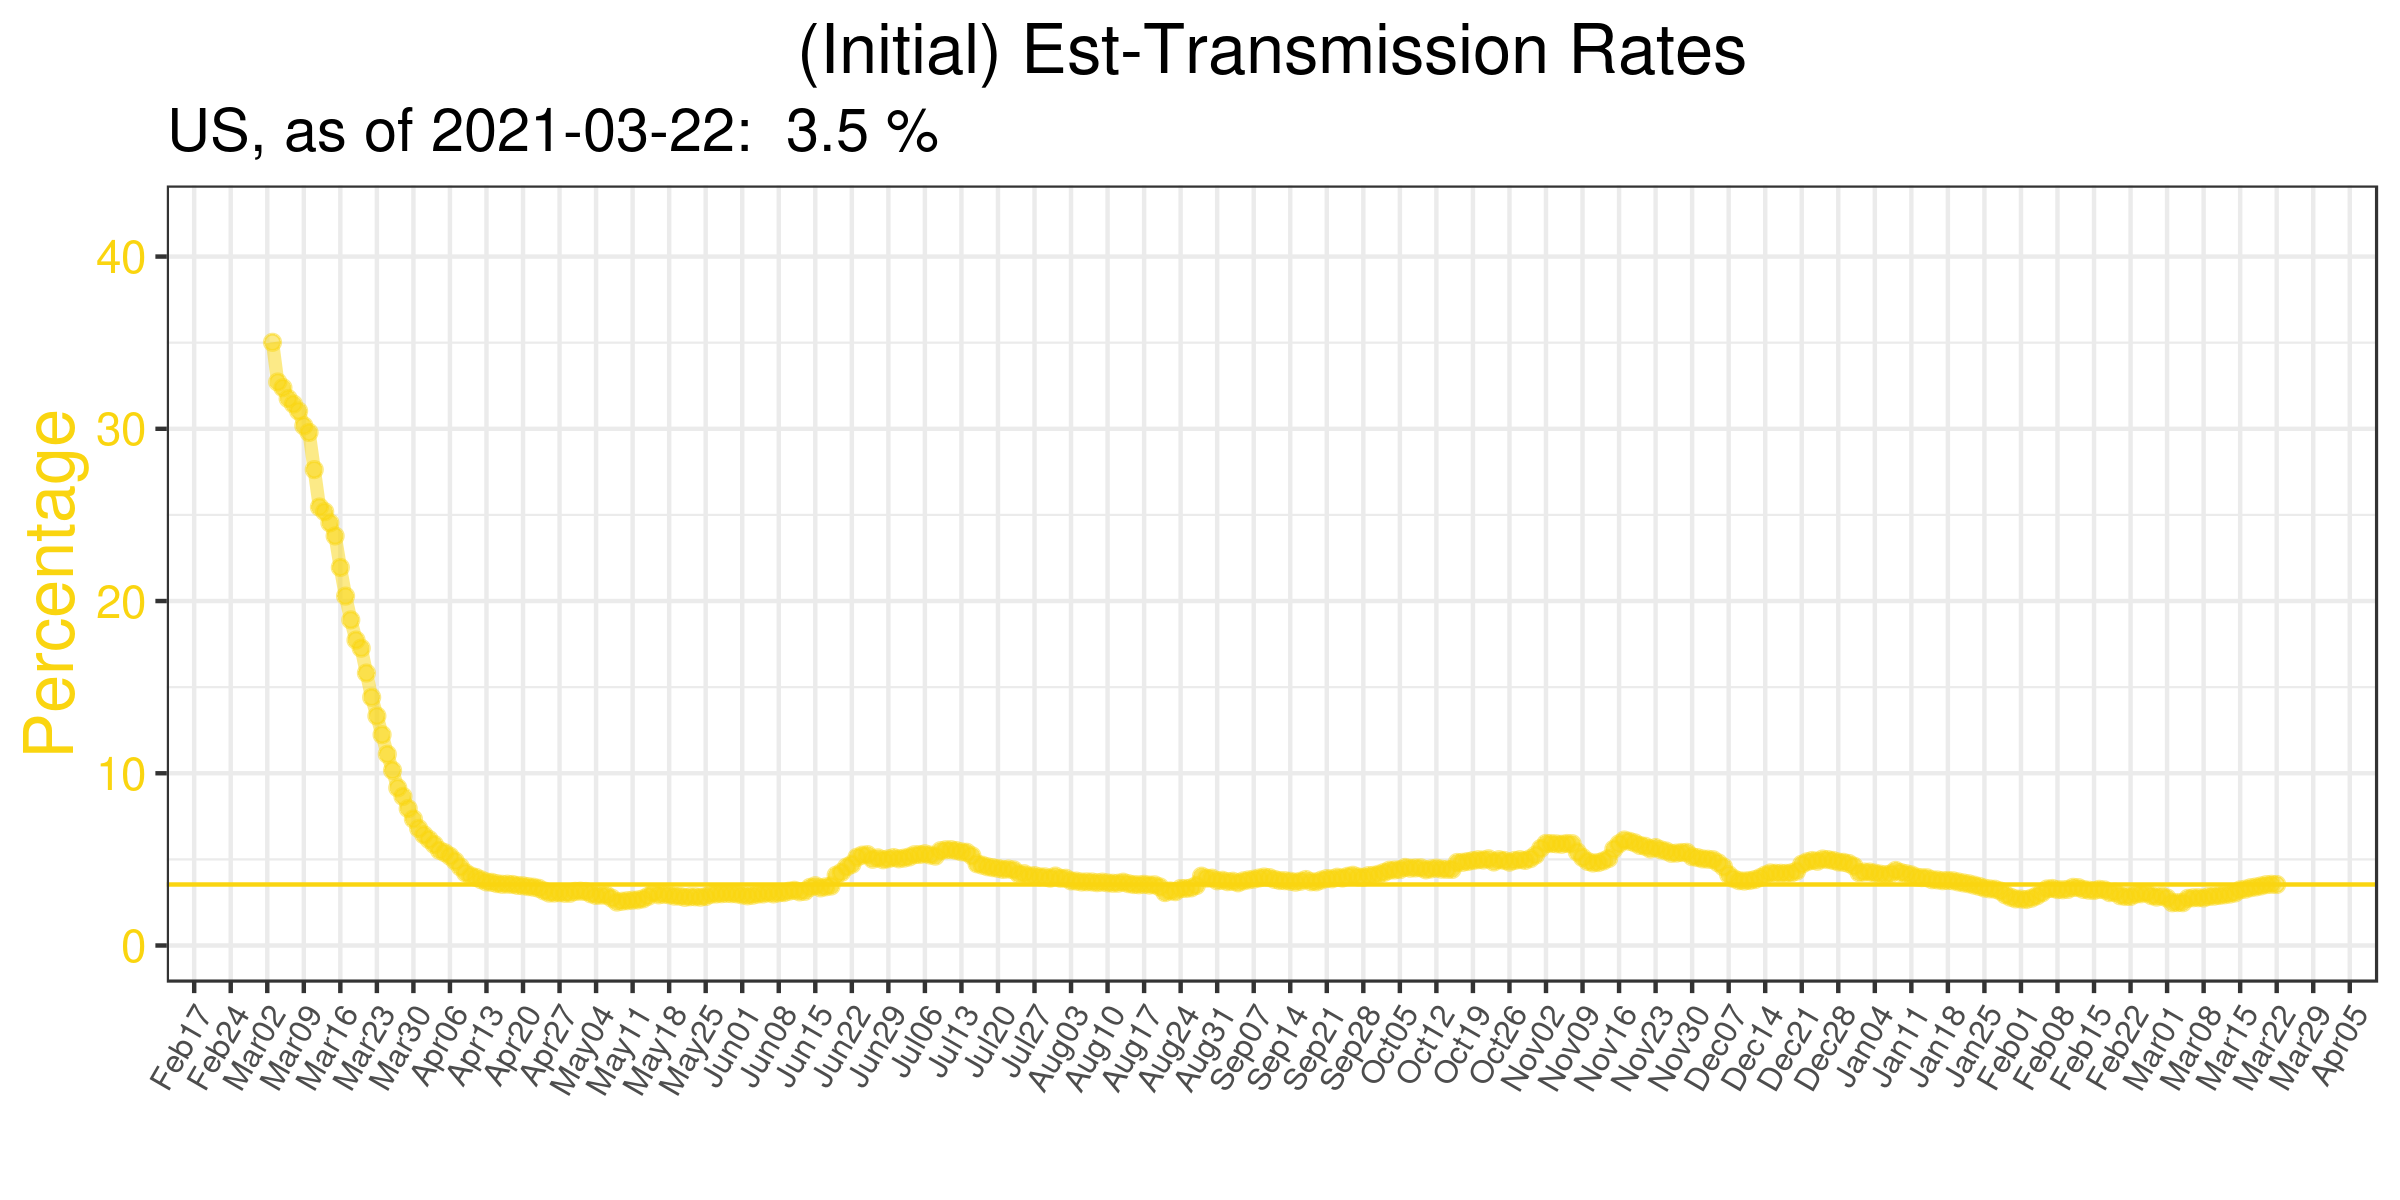 (Initial) Est-Transmission Rates
US, as of 2021-03-22:  3.5 %
Percentage
40
30
20
10
0
Feb17
Feb24
Mar02
Mar09
Mar16
Mar23
Mar30
Apr06
Apr13
Apr20
Apr27
May04
May11
May18
May25
Jun01
Jun08
Jun15
Jun22
Jun29
Jul06
Jul13
Jul20
Jul27
Aug03
Aug10
Aug17
Aug24
Aug31
Sep07
Sep14
Sep21
Sep28
Oct05
Oct12
Oct19
Oct26
Nov02
Nov09
Nov16
Nov23
Nov30
Dec07
Dec14
Dec21
Dec28
Jan04
Jan11
Jan18
Jan25
Feb01
Feb08
Feb15
Feb22
Mar01
Mar08
Mar15
Mar22
Mar29
Apr05